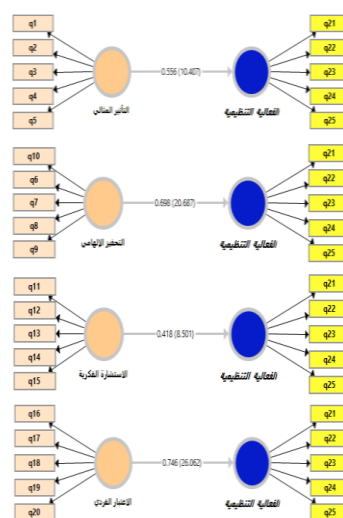 q1
q2
q3
q4
q5
التأثير المثالي
0.556 (10.407)
الفعالية التنظيمية
q21
q22
q23
q24
q25
q10
q6
q7
q8
q9
التحفيز الإلهامي
0.698 (20.687)
الفعالية التنظيمية
q21
q22
q23
q24
q25
q11
q12
q13
q14
q15
الاستشارة الفكرية
0.418 (8.501)
الفعالية التنظيمية
q21
q22
q23
q24
q25
q16
q17
q18
q19
q20
الاعتبار الفردي
0.746 (26.062)
الفعالية التنظيمية
q21
q22
q23
q24
q25